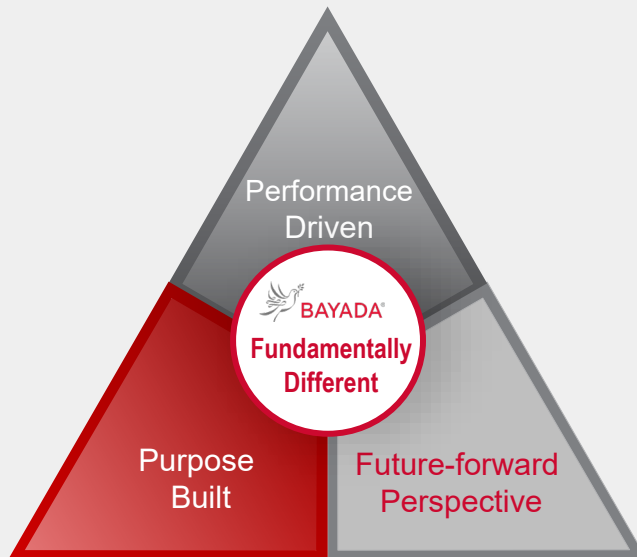 Performance
Driven
BAYADA®
Fundamentally
Different
Purpose
Built
Future-forward
Perspective